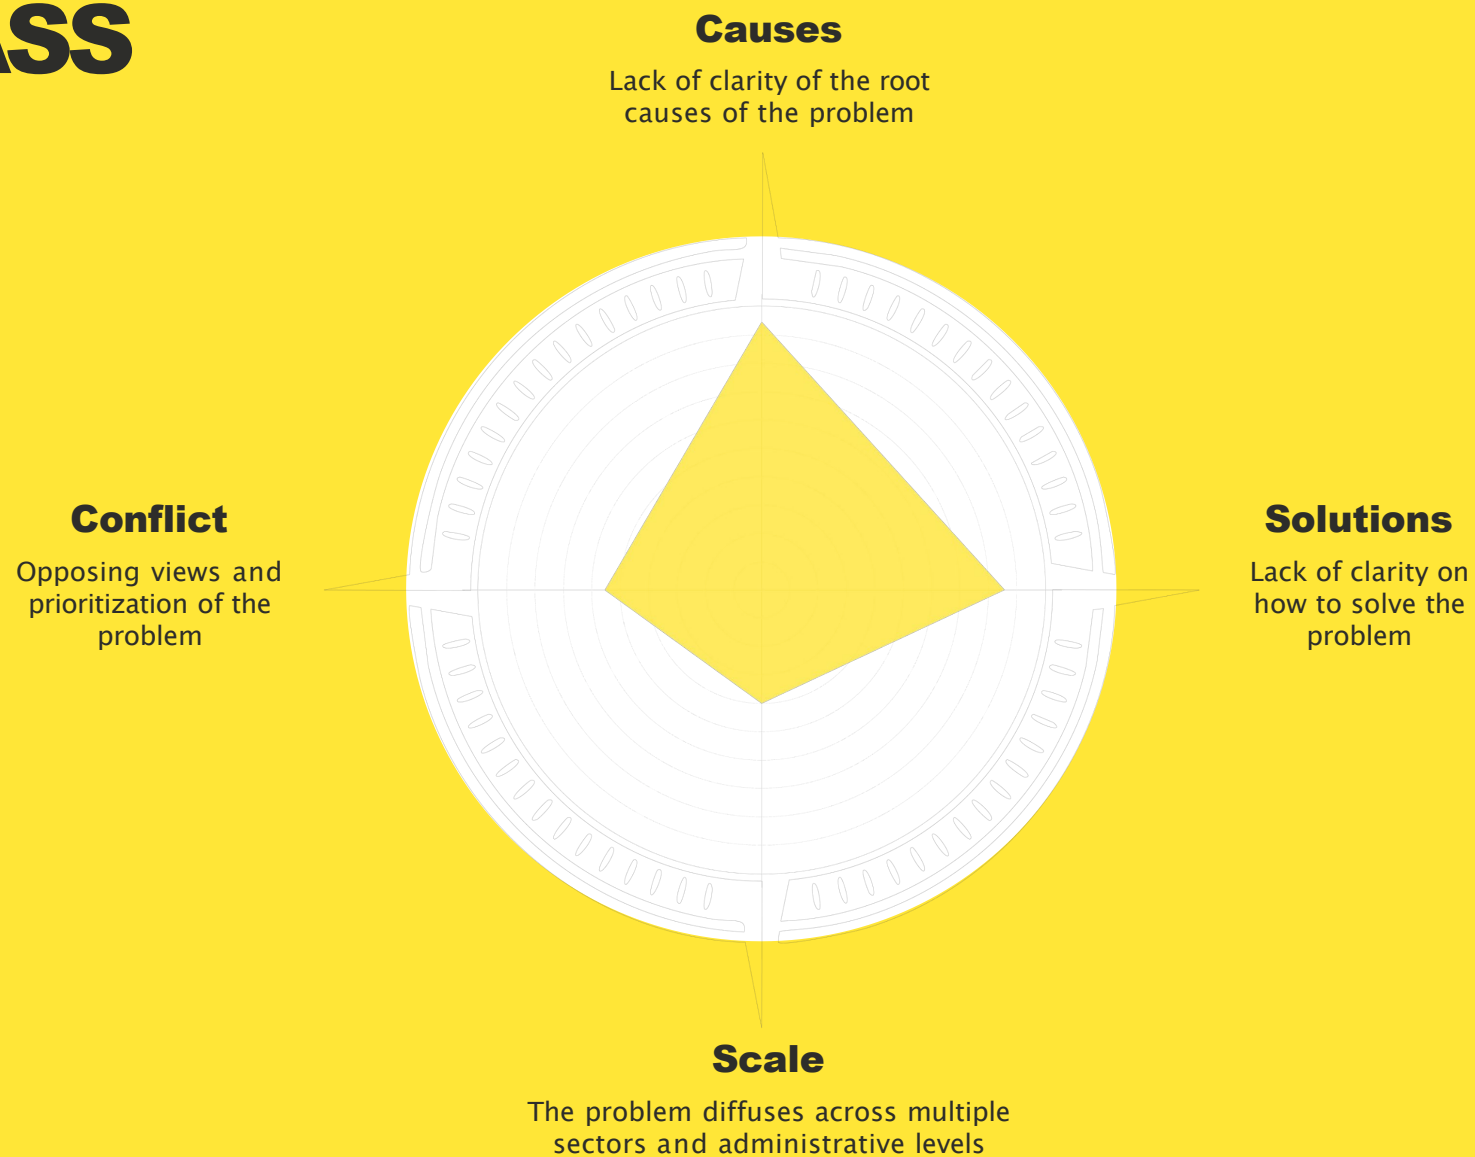 ASS
Causes
Lack of clarity of the root
causes of the problem
Conflict
Opposing views and
prioritization of the
problem
Solutions
Lack of clarity on
how to solve the
problem
Scale
The problem diffuses across multiple
sectors and administrative levels